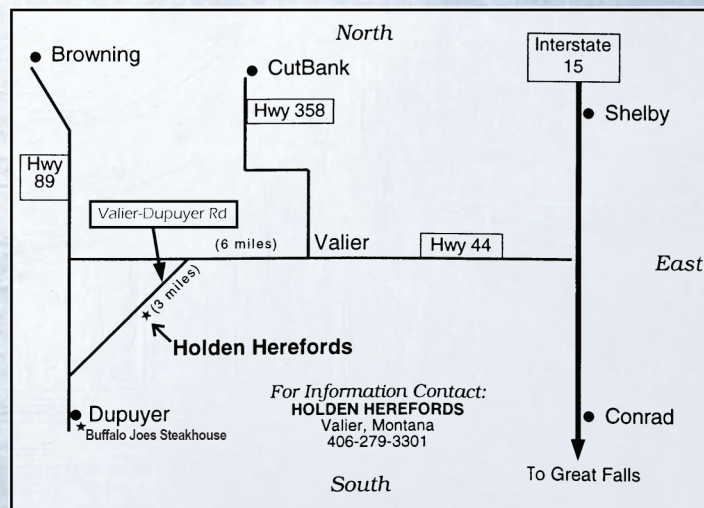 North
Browning
CutBank
Interstate
15
Hwy 358
Shelby
Hwy
89
Valier-Dupuyer Rd
(6 miles)
Valier
Hwy 44
East
(3 miles)
Holden Herefords
For Information Contact:
HOLDEN HEREFORDS
Valier, Montana
406-279-3301
Dupuyer
Buffalo Joes Steakhouse
Conrad
To Great Falls
South